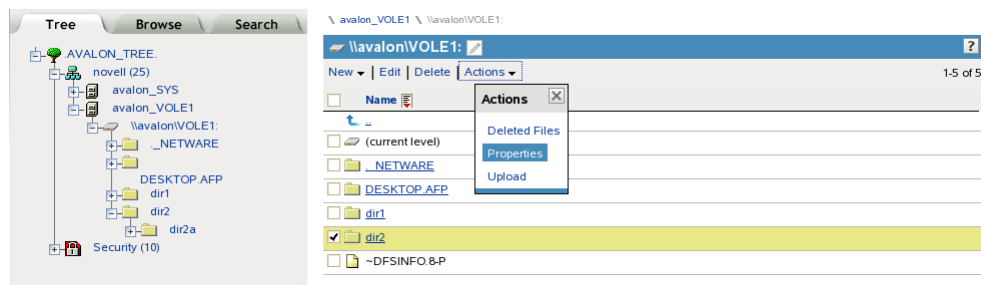 Tree Browse Search
.AVALON_TREE.
novell (25)
avalon_SYS
avalon_VOLE1
\\avalon\VOLE1:
._NETWARE
DESKTOP.AFP
dir1
dir2
dir2a
Security (10)
\ avalon_VOLE1 \ \\avalon\VOLE1:
\\avalon\VOLE1: ?
New | Edit | Delete | Actions 1-5 of 5
Name
..
(current level)
._NETWARE
DESKTOP.AFP
dir1
dir2
~DFSINFO.8-P
Actions
Deleted Files
Properties
Upload